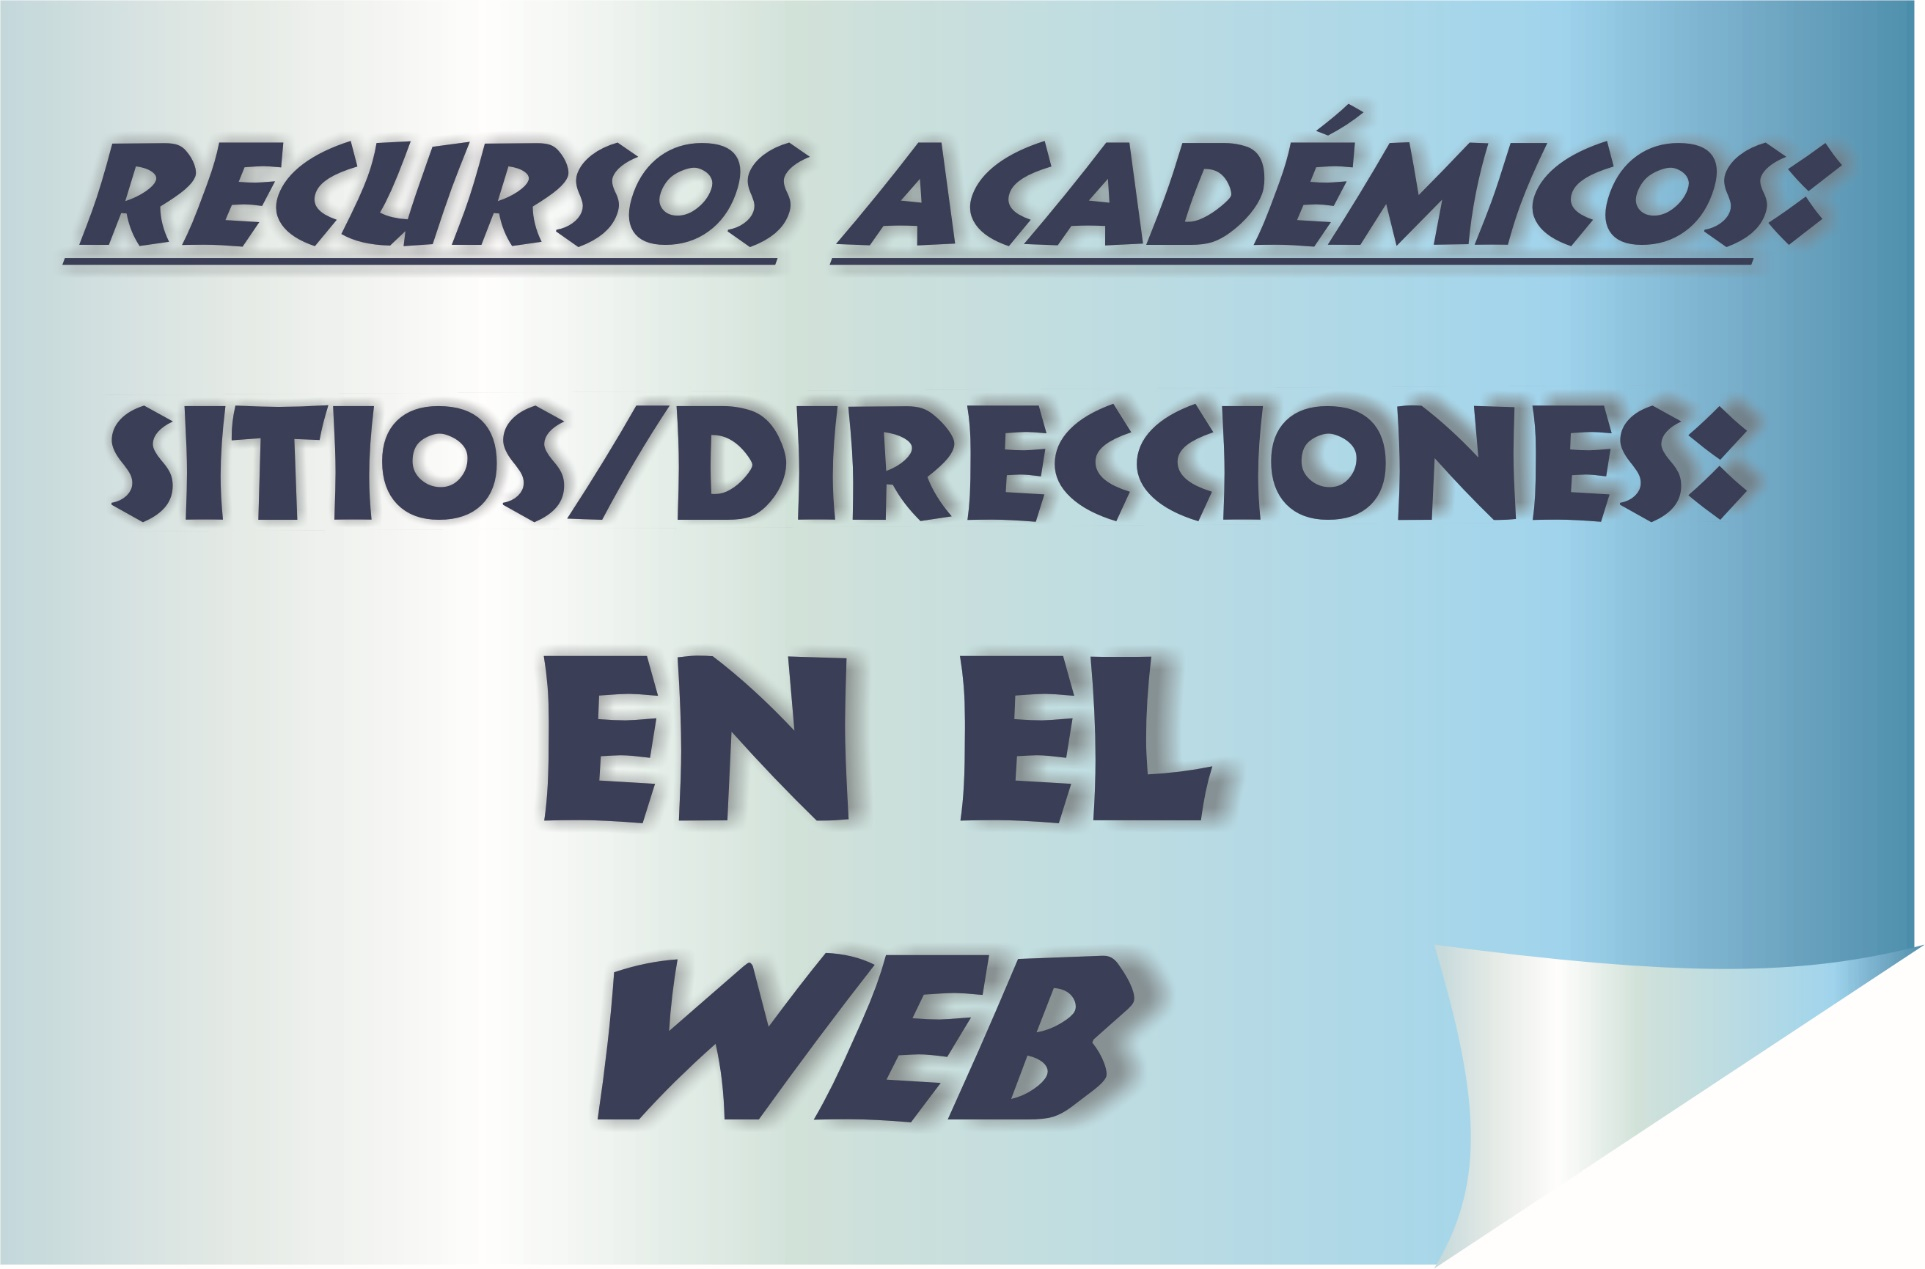 RECURSOS ACADÉMICOS:
SITIOS/DIRECCIONES:
EN EL
WEB